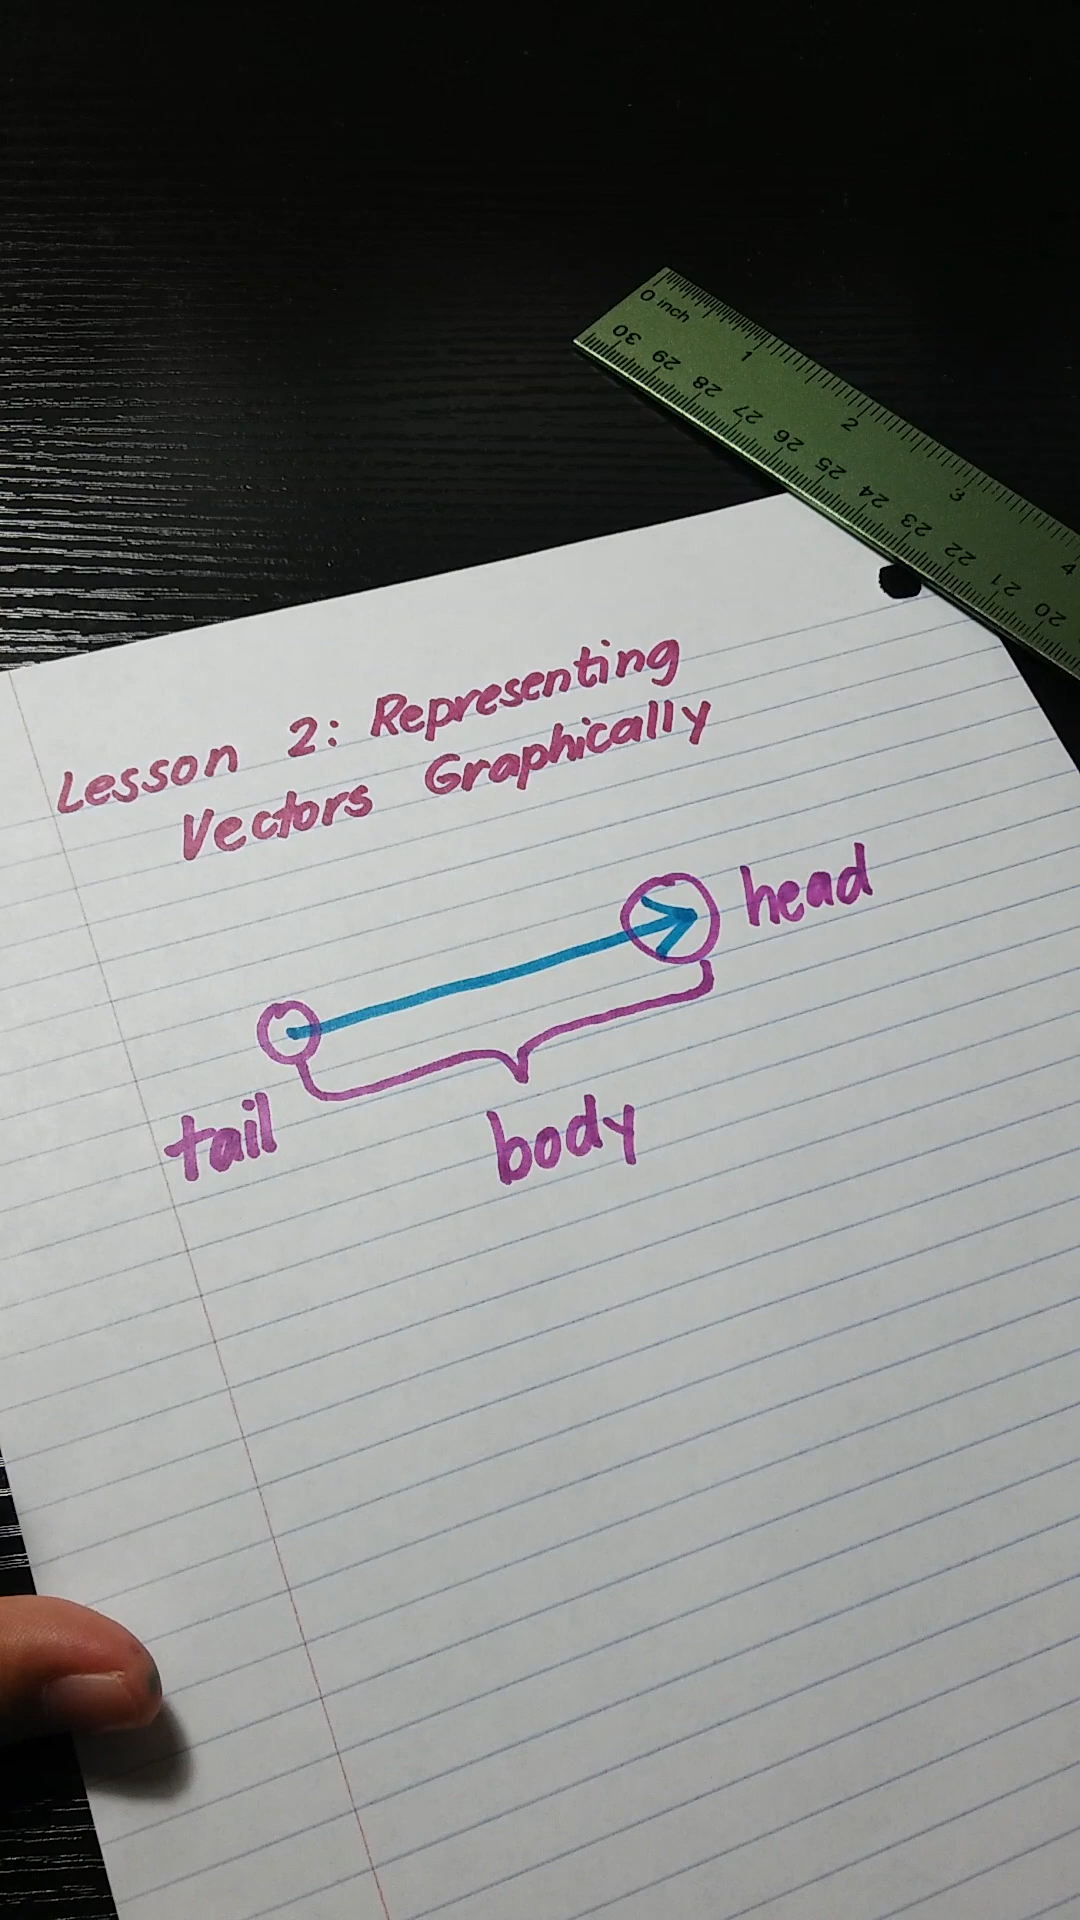 0 inch 1 2 3 4
30 29 28 27 26 25 24 23 22 21 20
Lesson 2: Representing
Vectors Graphically
head
tail
body